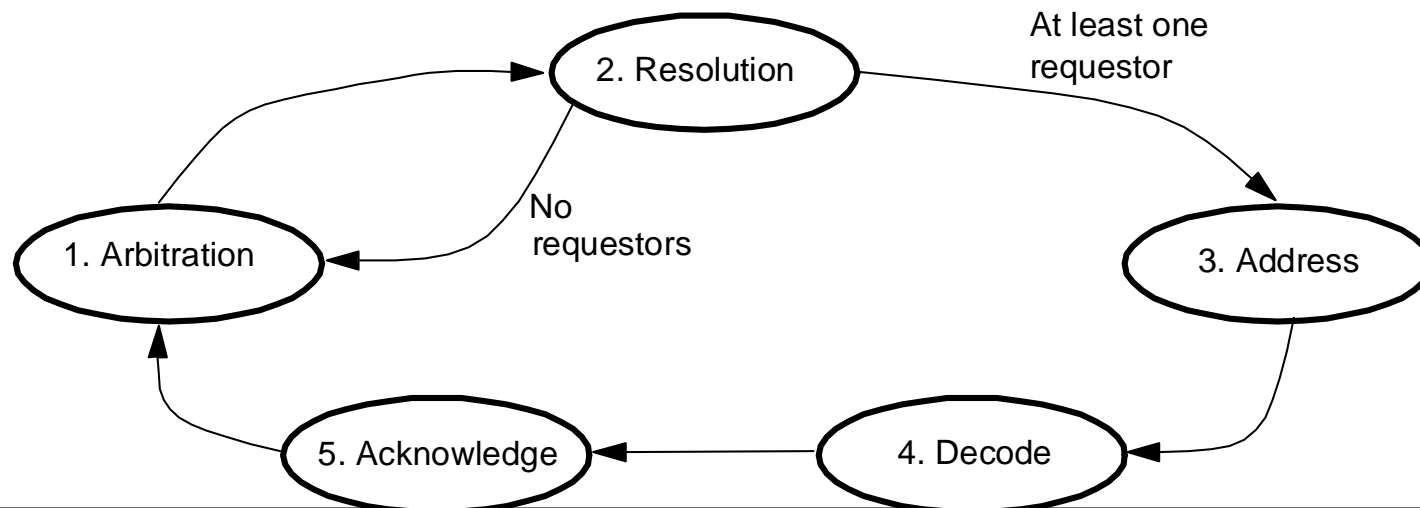 At least one
requestor
2. Resolution
No
requestors
1. Arbitration
3. Address
5. Acknowledge
4. Decode